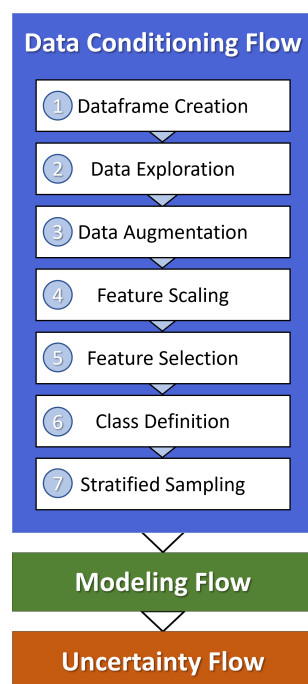 Data Conditioning Flow
1 Dataframe Creation
2 Data Exploration
3 Data Augmentation
4 Feature Scaling
5 Feature Selection
6 Class Definition
7 Stratified Sampling
Modeling Flow
Uncertainty Flow